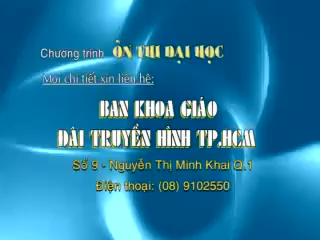 Chương trình ÔN THI ĐẠI HỌC
Mọi chi tiết xin liên hệ:
BAN KHOA GIÁO
ĐÀI TRUYỀN HÌNH TP.HCM
Số 9 - Nguyễn Thị Minh Khai Q.1
Điện thoại: (08) 9102550